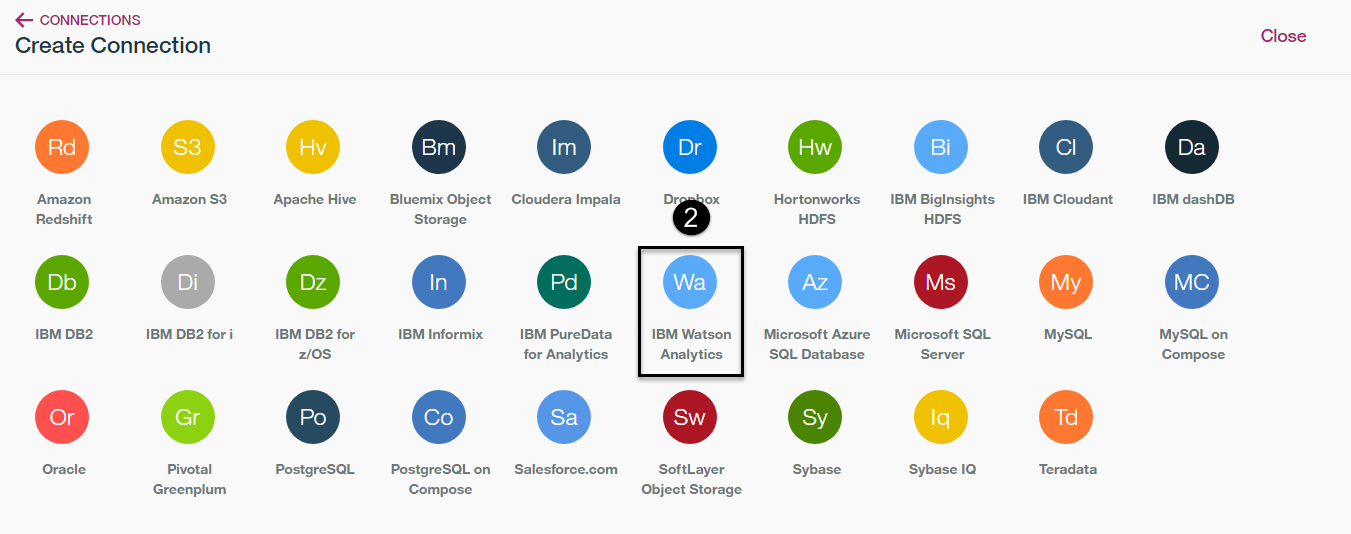 CONNECTIONS
Create Connection
Close
Rd S3 Hv Bm Im Dr Hw Bi Cl Da
Amazon Redshift
Amazon S3
Apache Hive
Bluemix Object Storage
Cloudera Impala
Dropbox
Hortonworks HDFS
IBM BigInsights HDFS
IBM Cloudant
IBM dashDB
2
Db Di Dz In Pd Wa Az Ms My MC
IBM DB2
IBM DB2 for i
IBM DB2 for z/OS
IBM Informix
IBM PureData for Analytics
IBM Watson Analytics
Microsoft Azure SQL Database
Microsoft SQL Server
MySQL
MySQL on Compose
Or Gr Po Co Sa Sw Sy Iq Td
Oracle
Pivotal Greenplum
PostgreSQL
PostgreSQL on Compose
Salesforce.com
SoftLayer Object Storage
Sybase
Sybase IQ
Teradata